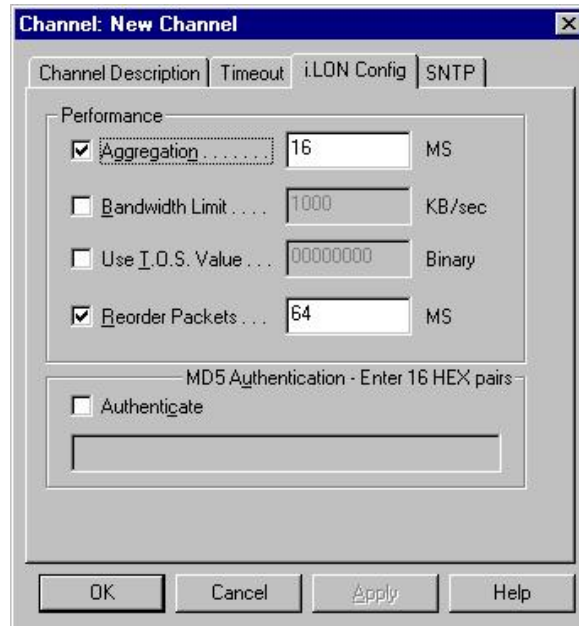 Channel: New Channel
Channel Description Timeout i.LON Config SNTP
Performance
Aggregation . . . . . . . 16 MS
Bandwidth Limit . . . . 1000 KB/sec
Use T.O.S. Value . . . 00000000 Binary
Reorder Packets . . . 64 MS
MD5 Authentication - Enter 16 HEX pairs
Authenticate
OK Cancel Apply Help